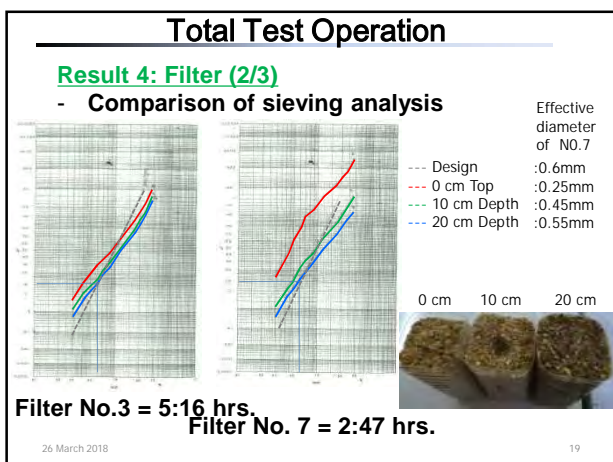 Total Test Operation
Result 4: Filter (2/3)
- Comparison of sieving analysis
Effective
diameter
of N0.7
Design :0.6mm
0 cm Top :0.25mm
10 cm Depth :0.45mm
20 cm Depth :0.55mm
0 cm 10 cm 20 cm
Filter No.3 = 5:16 hrs.
Filter No. 7 = 2:47 hrs.
26 March 2018
19